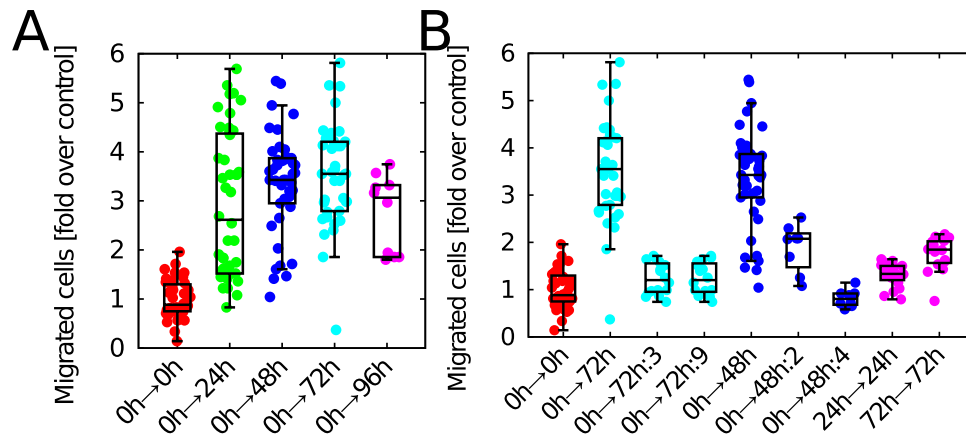 A
B
Migrated cells [fold over control]
6
5
4
3
2
1
0
0h→0h
0h→24h
0h→48h
0h→72h
0h→96h
Migrated cells [fold over control]
6
5
4
3
2
1
0
0h→0h
0h→72h
0h→72h:3
0h→72h:9
0h→48h
0h→48h:2
0h→48h:4
24h→24h
72h→72h